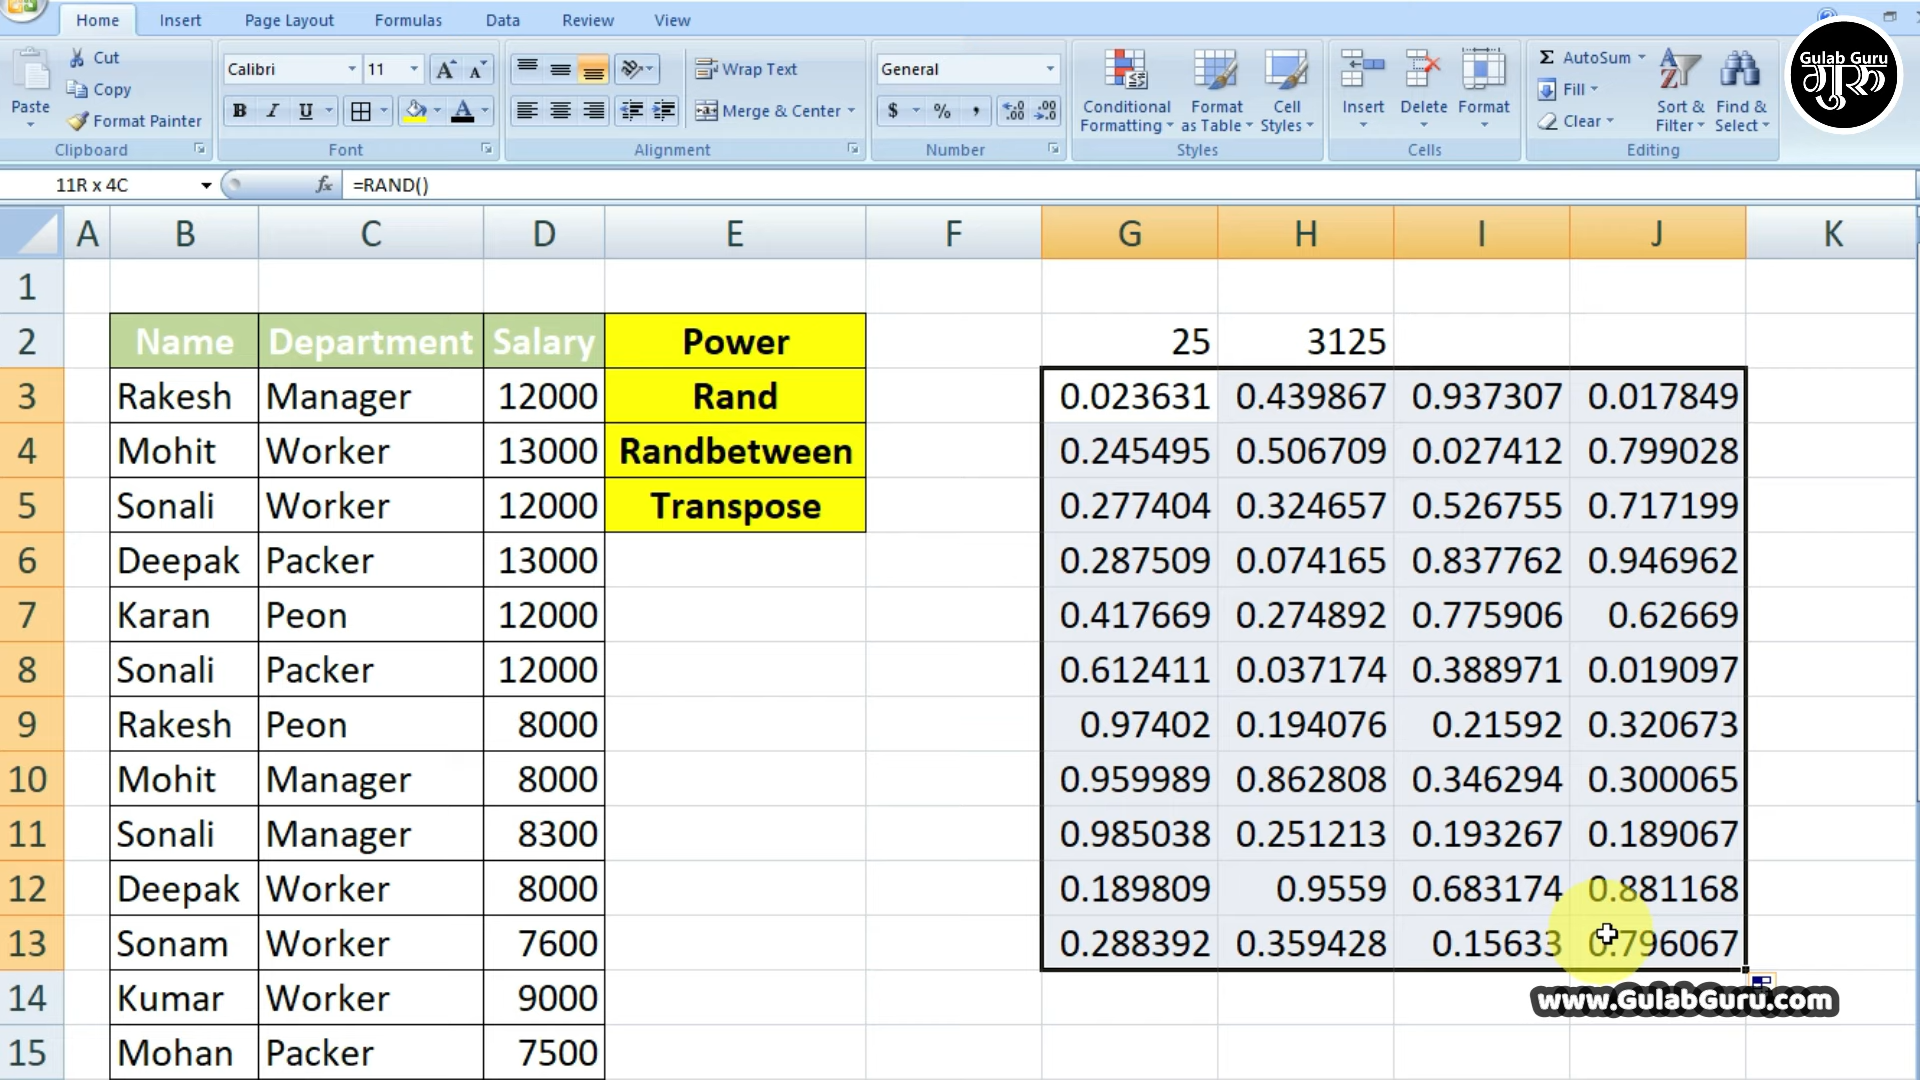 Home Insert Page Layout Formulas Data Review View
Gulab Guru
गुरु
Paste Cut
Copy
Format Painter
Clipboard
Calibri 11 A A
B I U A
Font
Wrap Text
Merge & Center
Alignment
General
$ % , .00 .00
Number
Conditional Formatting
Format as Table
Cell Styles
Styles
Insert Delete Format
Cells
Σ AutoSum
Fill
Clear
Sort & Filter
Find & Select
Editing
11R x 4C fx =RAND()
A B C D E F G H I J K
1
2 Name Department Salary Power 25 3125
3 Rakesh Manager 12000 Rand 0.023631 0.439867 0.937307 0.017849
4 Mohit Worker 13000 Randbetween 0.245495 0.506709 0.027412 0.799028
5 Sonali Worker 12000 Transpose 0.277404 0.324657 0.526755 0.717199
6 Deepak Packer 13000 0.287509 0.074165 0.837762 0.946962
7 Karan Peon 12000 0.417669 0.274892 0.775906 0.62669
8 Sonali Packer 12000 0.612411 0.037174 0.388971 0.019097
9 Rakesh Peon 8000 0.97402 0.194076 0.21592 0.320673
10 Mohit Manager 8000 0.959989 0.862808 0.346294 0.300065
11 Sonali Manager 8300 0.985038 0.251213 0.193267 0.189067
12 Deepak Worker 8000 0.189809 0.9559 0.683174 0.881168
13 Sonam Worker 7600 0.288392 0.359428 0.15633 0.796067
14 Kumar Worker 9000
www.GulabGuru.com
15 Mohan Packer 7500